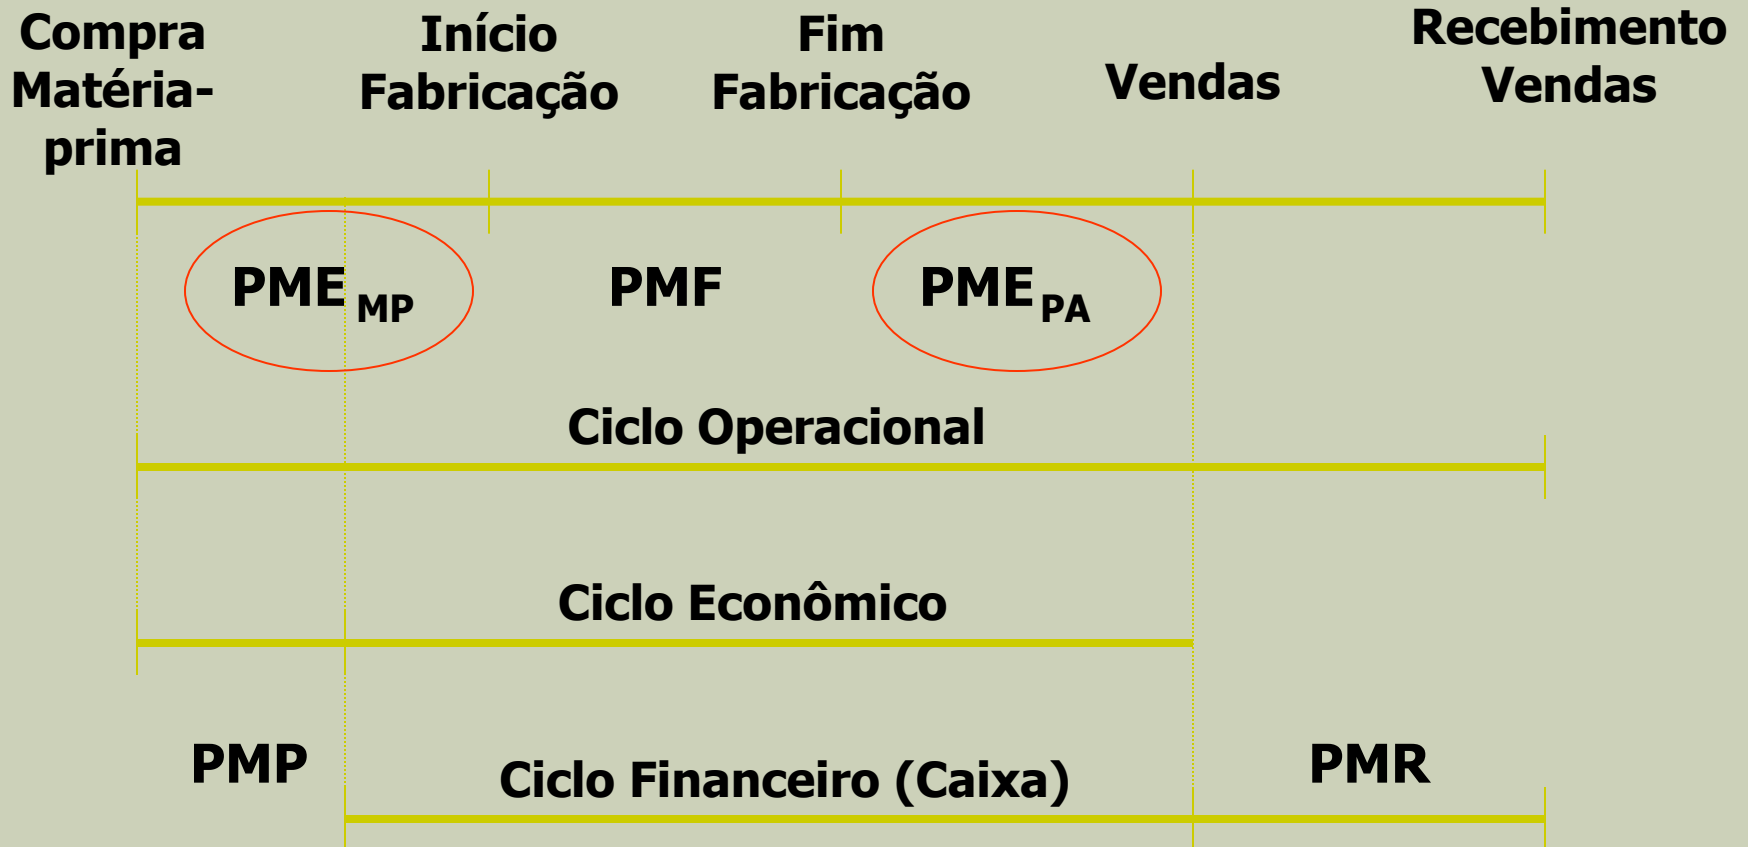 Compra
Matéria-
prima
Início
Fabricação
Fim
Fabricação
Vendas
Recebimento
Vendas
PME MP
PMF
PME PA
Ciclo Operacional
Ciclo Econômico
PMP
Ciclo Financeiro (Caixa)
PMR